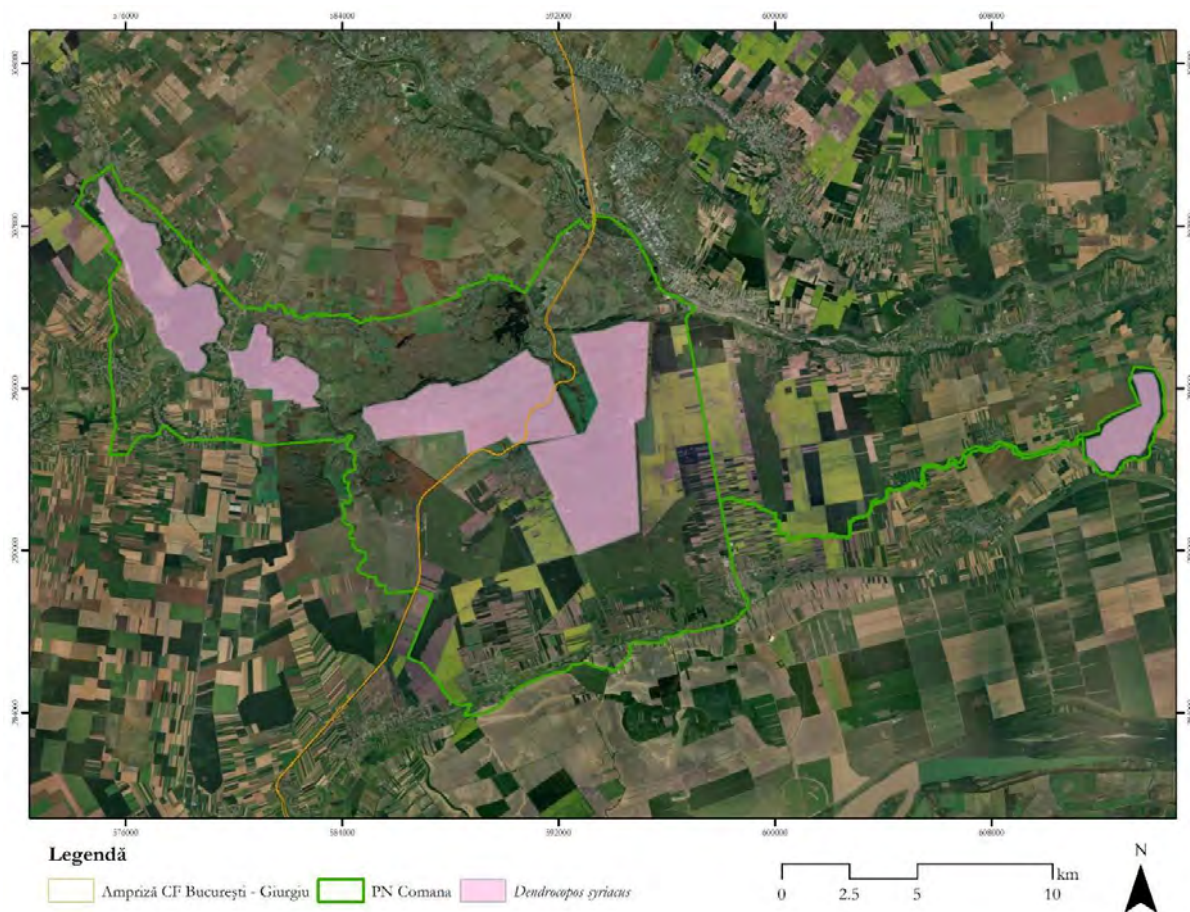 576000 584000 592000 600000 608000
Legendă
Ampriză CF București - Giurgiu PN Comana Dendrocopos syriacus
km
0 2.5 5 10
N